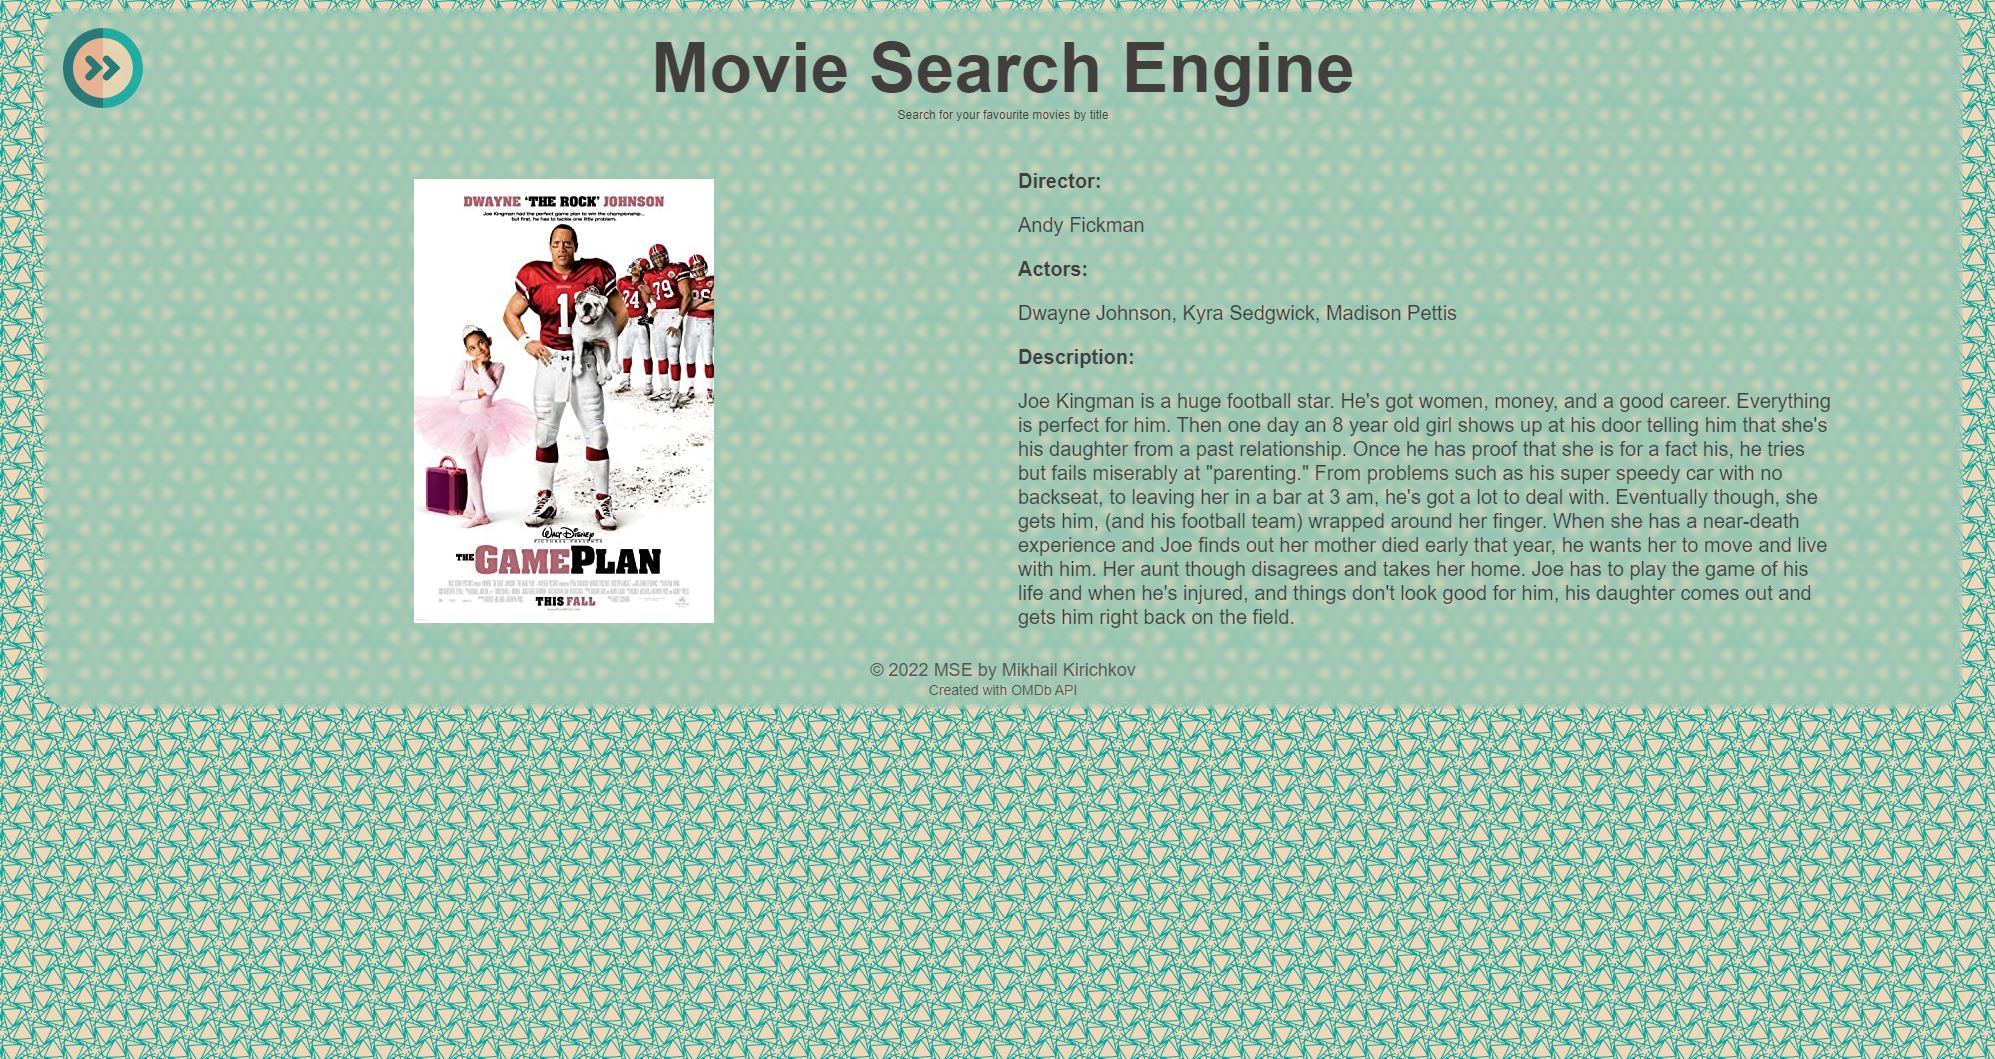 Movie Search Engine
Search for your favourite movies by title
DWAYNE 'THE ROCK' JOHNSON
Joe Kingman had the perfect game plan to win the championship...
but first, he has to tackle one little problem.
24
79
WALT DISNEY
PICTURES PRESENTS
THE GAME PLAN
THIS FALL
Director:
Andy Fickman
Actors:
Dwayne Johnson, Kyra Sedgwick, Madison Pettis
Description:
Joe Kingman is a huge football star. He's got women, money, and a good career. Everything
is perfect for him. Then one day an 8 year old girl shows up at his door telling him that she's
his daughter from a past relationship. Once he has proof that she is for a fact his, he tries
but fails miserably at "parenting." From problems such as his super speedy car with no
backseat, to leaving her in a bar at 3 am, he's got a lot to deal with. Eventually though, she
gets him, (and his football team) wrapped around her finger. When she has a near-death
experience and Joe finds out her mother died early that year, he wants her to move and live
with him. Her aunt though disagrees and takes her home. Joe has to play the game of his
life and when he's injured, and things don't look good for him, his daughter comes out and
gets him right back on the field.
© 2022 MSE by Mikhail Kirichkov
Created with OMDb API